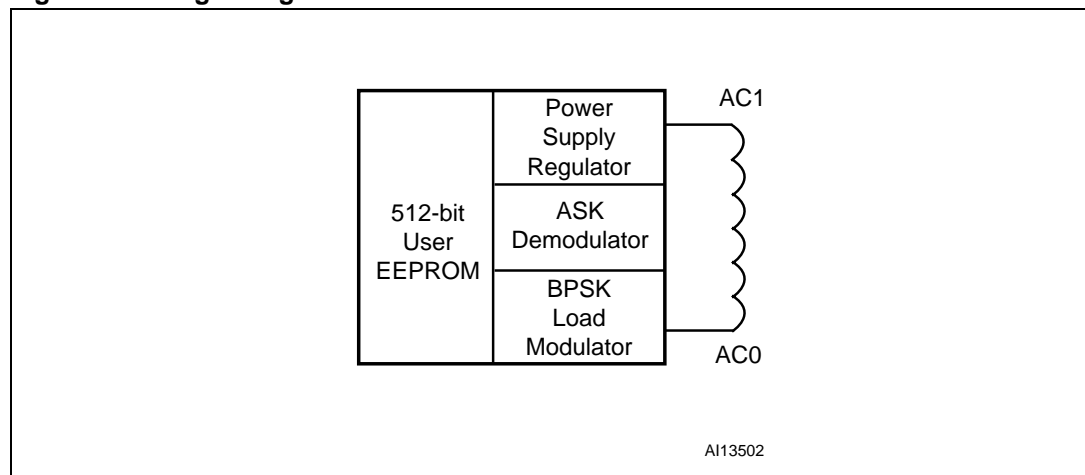 AC1
Power
Supply
Regulator
512-bit
User
EEPROM
ASK
Demodulator
BPSK
Load
Modulator
AC0
AI13502